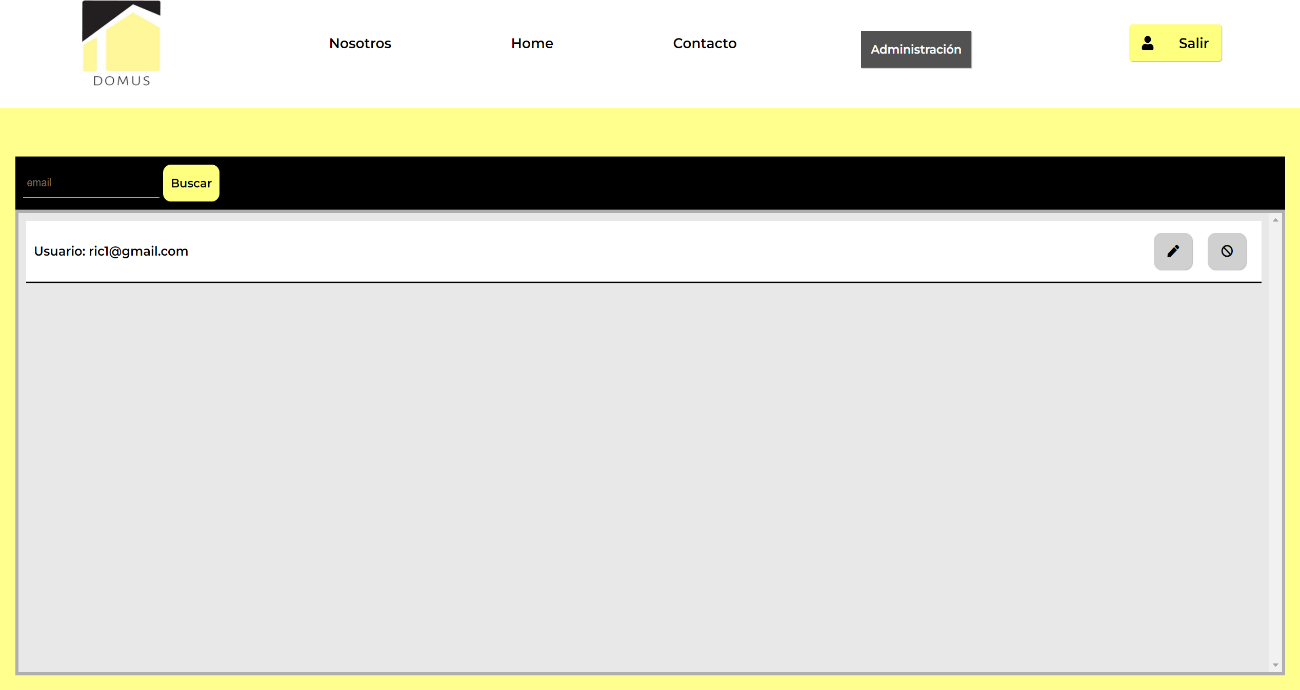 DOMUS
Nosotros
Home
Contacto
Administración
Salir
email
Buscar
Usuario: ric1@gmail.com